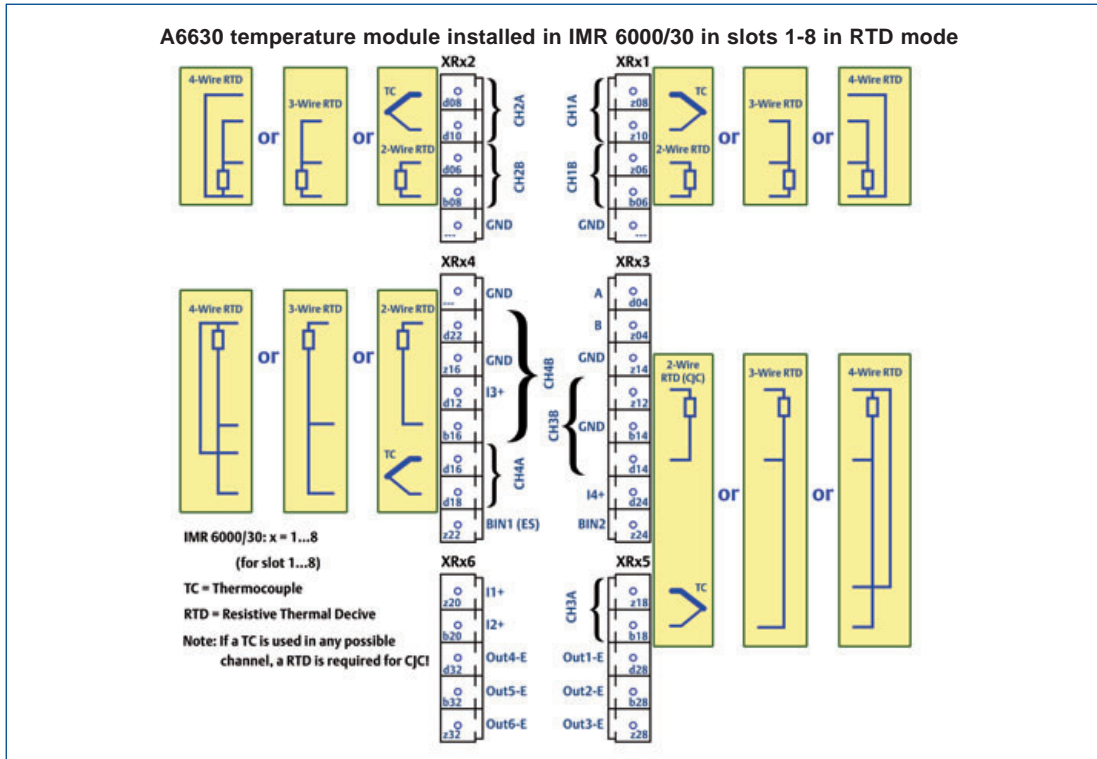 A6630 temperature module installed in IMR 6000/30 in slots 1-8 in RTD mode
XRx2
XRx1
4-Wire RTD
or
3-Wire RTD
or
TC
2-Wire RTD
d08
d10
d06
b08
---
CH2A
CH2B
GND
CH1A
CH1B
GND
z08
z10
z06
b06
---
TC
2-Wire RTD
or
3-Wire RTD
or
4-Wire RTD
XRx4
XRx3
4-Wire RTD
or
3-Wire RTD
or
2-Wire RTD
TC
---
d22
z16
d12
b16
d16
d18
z22
GND
GND
I3+
CH4B
CH4A
BIN1 (ES)
A
B
GND
CH3B
GND
I4+
BIN2
d04
z04
z14
z12
b14
d14
d24
z24
2-Wire
RTD (CJC)
TC
or
3-Wire RTD
or
4-Wire RTD
IMR 6000/30: x = 1...8
(for slot 1...8)
TC = Thermocouple
RTD = Resistive Thermal Decive
Note: If a TC is used in any possible
channel, a RTD is required for CJC!
XRx6
XRx5
z20
b20
d32
b32
z32
I1+
I2+
Out4-E
Out5-E
Out6-E
CH3A
Out1-E
Out2-E
Out3-E
z18
b18
d28
b28
z28